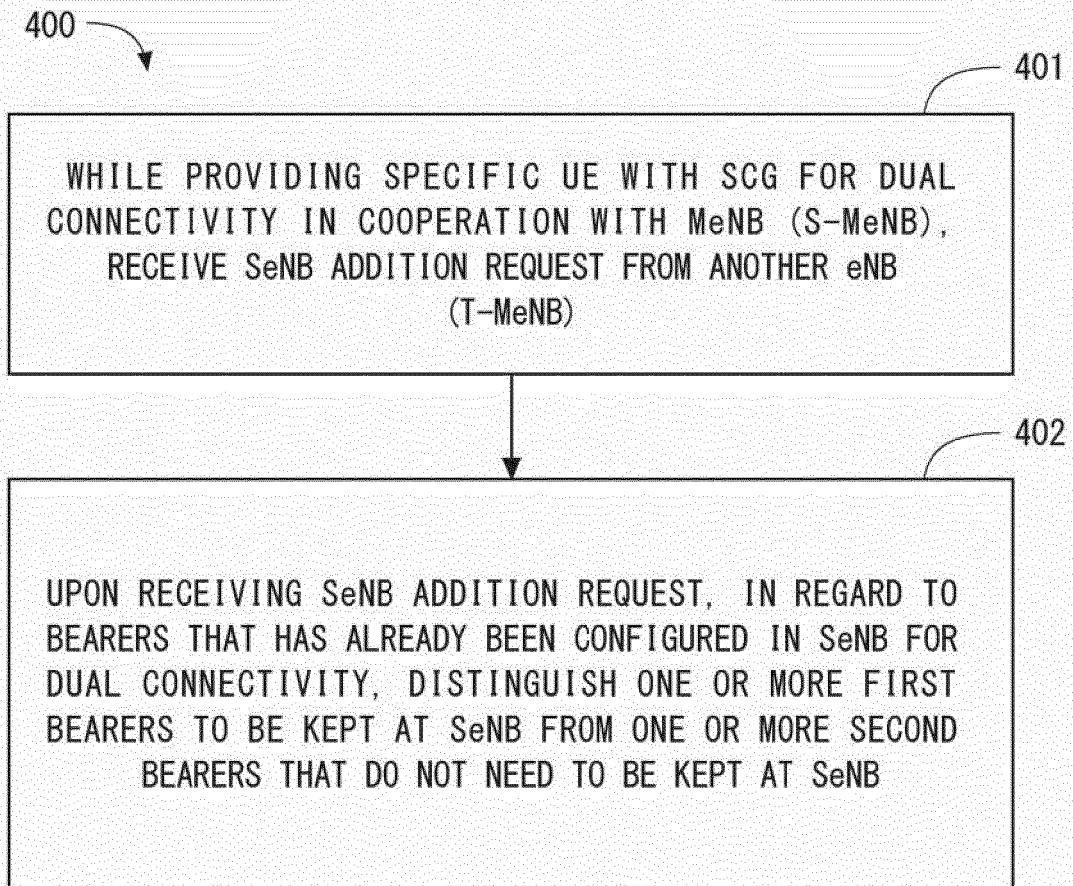 400
401
WHILE PROVIDING SPECIFIC UE WITH SCG FOR DUAL
CONNECTIVITY IN COOPERATION WITH MeNB (S-MeNB),
RECEIVE SeNB ADDITION REQUEST FROM ANOTHER eNB
(T-MeNB)
402
UPON RECEIVING SeNB ADDITION REQUEST, IN REGARD TO
BEARERS THAT HAS ALREADY BEEN CONFIGURED IN SeNB FOR
DUAL CONNECTIVITY, DISTINGUISH ONE OR MORE FIRST
BEARERS TO BE KEPT AT SeNB FROM ONE OR MORE SECOND
BEARERS THAT DO NOT NEED TO BE KEPT AT SeNB